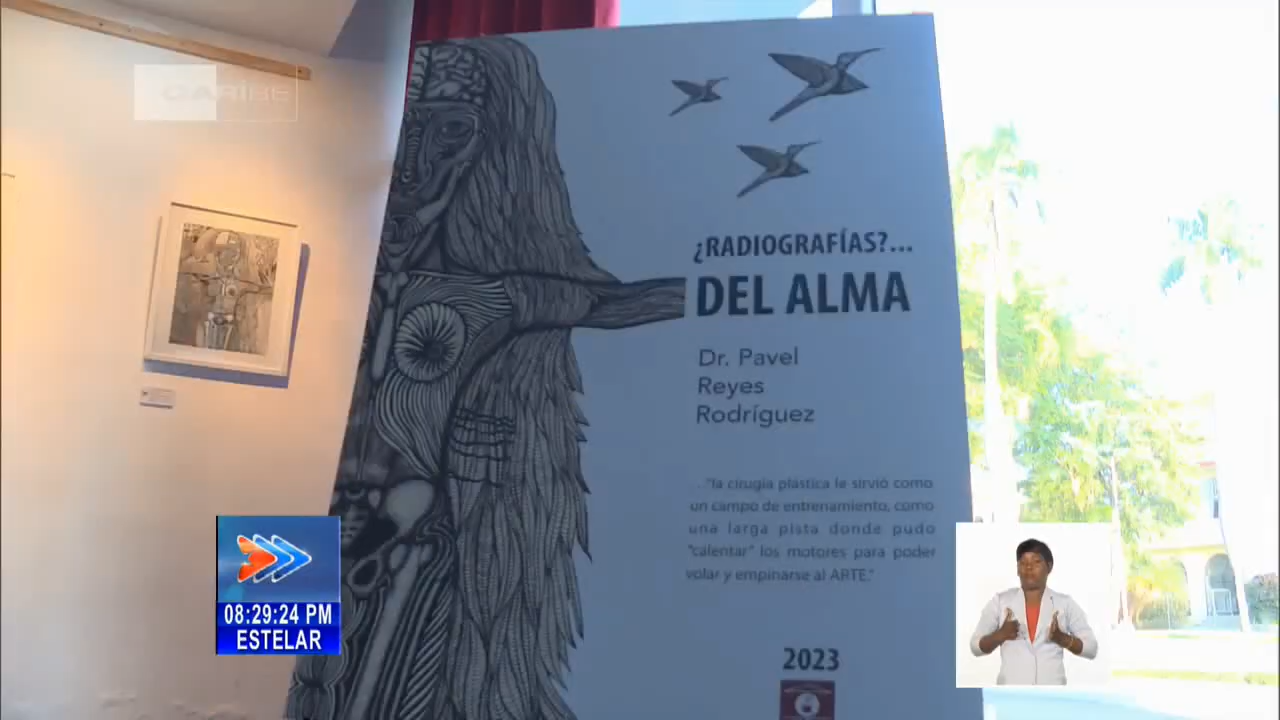 CARIBE
¿RADIOGRAFÍAS?...
DEL ALMA
Dr. Pavel
Reyes
Rodríguez
..."la cirugía plástica le sirvió como
un campo de entrenamiento, como
una larga pista donde pudo
"calentar" los motores para poder
volar y empinarse al ARTE."
2023
08:29:24 PM
ESTELAR